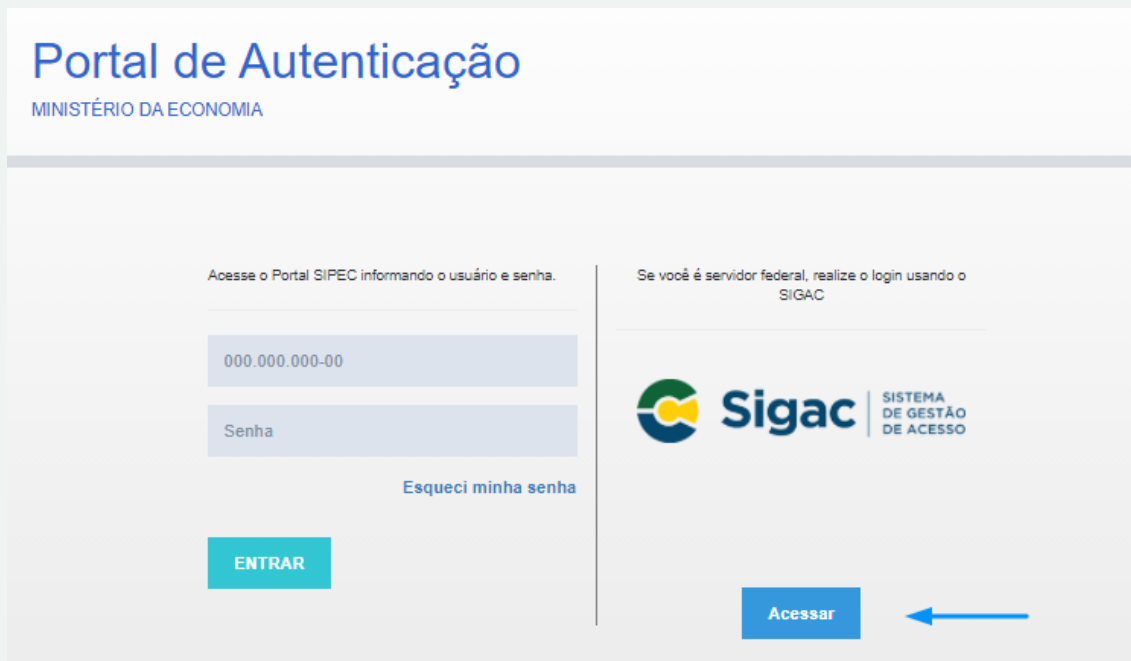 Portal de Autenticação
MINISTÉRIO DA ECONOMIA
Acesse o Portal SIPEC informando o usuário e senha.
000.000.000-00
Senha
Esqueci minha senha
ENTRAR
Se você é servidor federal, realize o login usando o
SIGAC
Sigac
SISTEMA
DE GESTÃO
DE ACESSO
Acessar